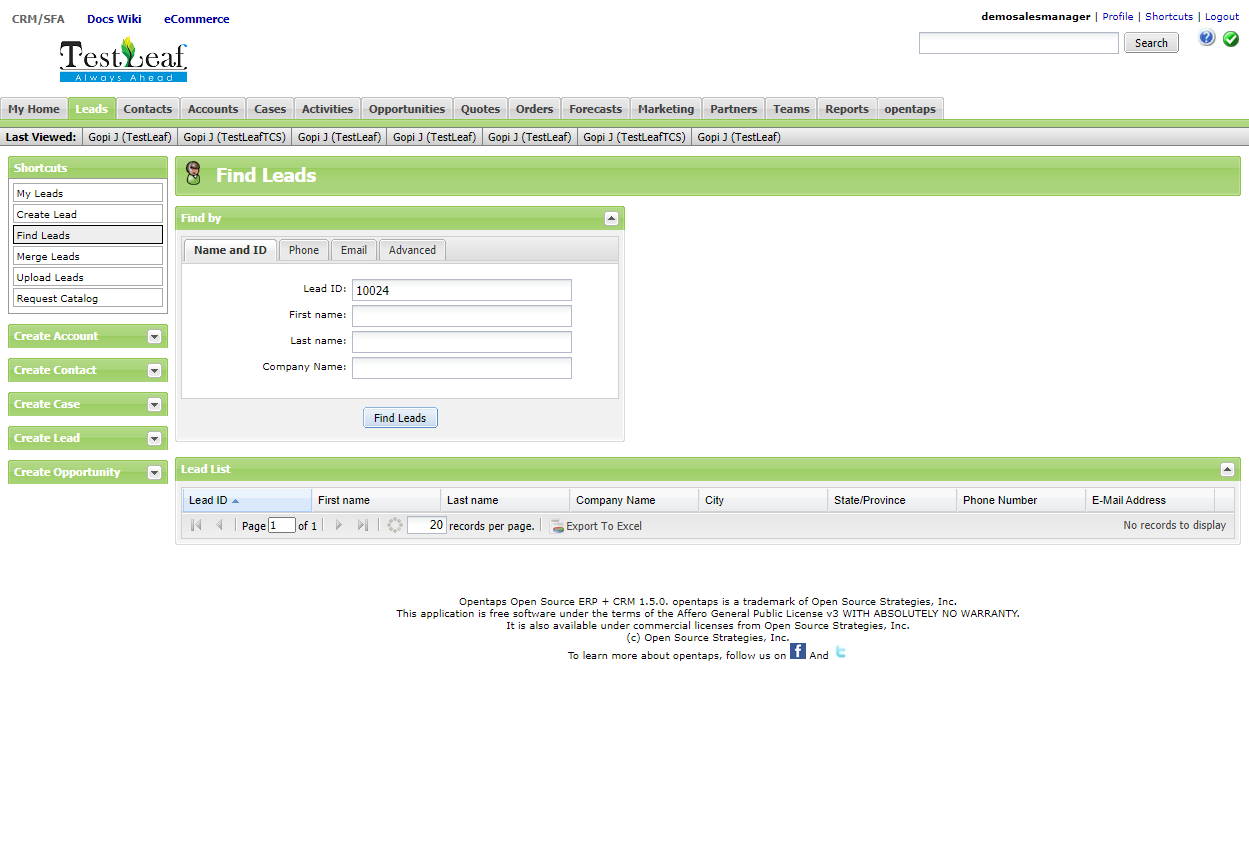 CRM/SFA Docs Wiki eCommerce
demosalesmanager | Profile | Shortcuts | Logout
TestLeaf
Always Ahead
Search
My Home Leads Contacts Accounts Cases Activities Opportunities Quotes Orders Forecasts Marketing Partners Teams Reports opentaps
Last Viewed: Gopi J (TestLeaf) Gopi J (TestLeafTCS) Gopi J (TestLeaf) Gopi J (TestLeaf) Gopi J (TestLeaf) Gopi J (TestLeafTCS) Gopi J (TestLeaf)
Shortcuts
My Leads
Create Lead
Find Leads
Merge Leads
Upload Leads
Request Catalog
Create Account
Create Contact
Create Case
Create Lead
Create Opportunity
Find Leads
Find by
Name and ID Phone Email Advanced
Lead ID: 10024
First name:
Last name:
Company Name:
Find Leads
Lead List
Lead ID First name Last name Company Name City State/Province Phone Number E-Mail Address
Page 1 of 1 20 records per page. Export To Excel No records to display
Opentaps Open Source ERP + CRM 1.5.0. opentaps is a trademark of Open Source Strategies, Inc.
This application is free software under the terms of the Affero General Public License v3 WITH ABSOLUTELY NO WARRANTY.
It is also available under commercial licenses from Open Source Strategies, Inc.
(c) Open Source Strategies, Inc.
To learn more about opentaps, follow us on f And t